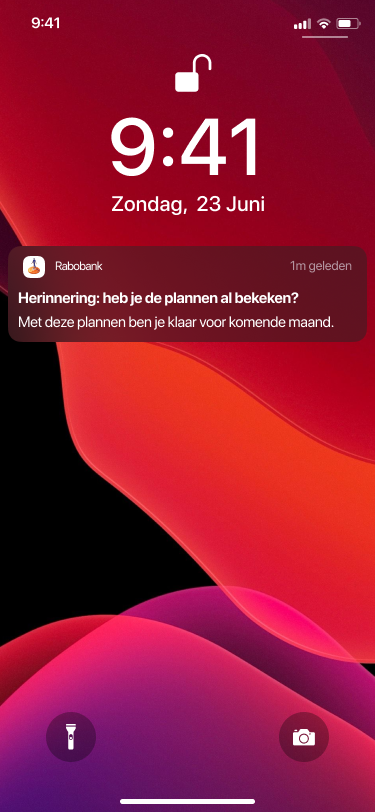 9:41
9:41
Zondag, 23 Juni
Rabobank 1m geleden
Herinnering: heb je de plannen al bekeken?
Met deze plannen ben je klaar voor komende maand.